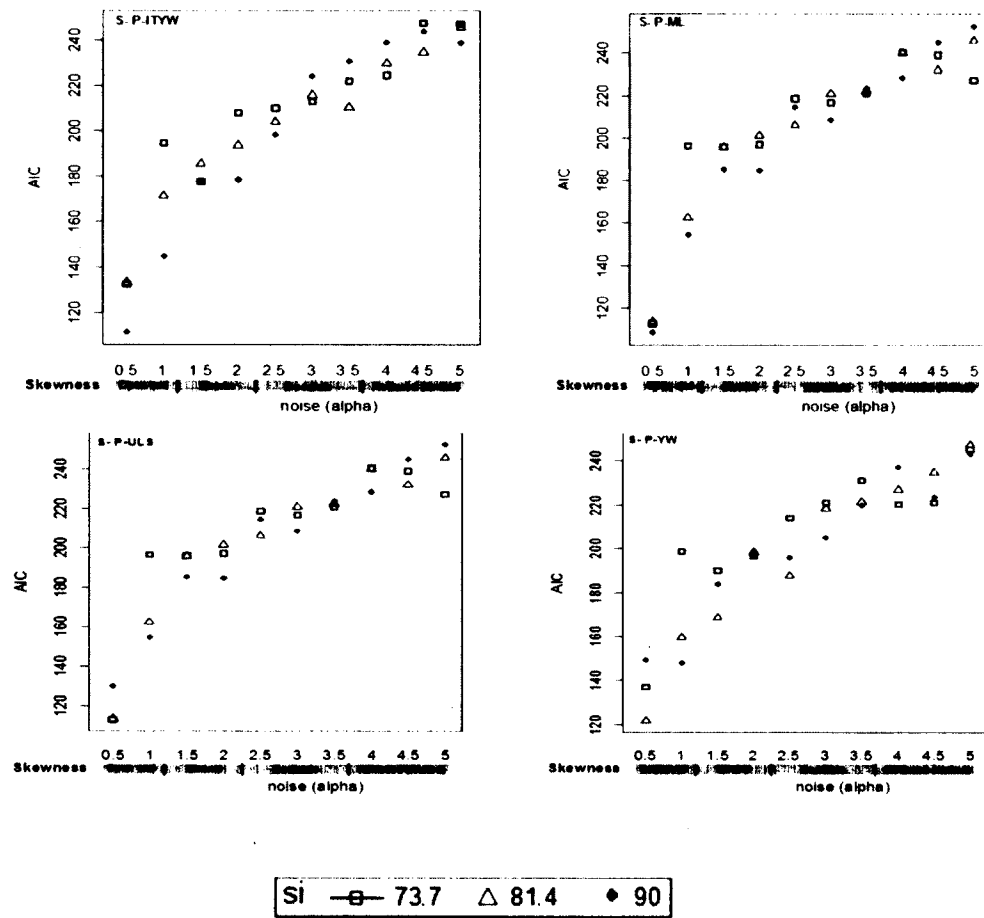 S- P-ITYW
AIC
240
220
200
180
160
140
120
0 5 1 1 5 2 2 5 3 3 5 4 4 5 5
Skewness
noise (alpha)
S- P-ML
AIC
240
220
200
180
160
140
120
0 5 1 1 5 2 2 5 3 3 5 4 4.5 5
Skewness
noise (alpha)
S- P-ULS
AIC
240
220
200
180
160
140
120
0.5 1 1.5 2 2.5 3 3.5 4 4.5 5
Skewness
noise (alpha)
S- P-YW
AIC
240
220
200
180
160
140
120
0.5 1 1.5 2 2.5 3 3.5 4 4.5 5
Skewness
noise (alpha)
Si 73.7 81.4 90